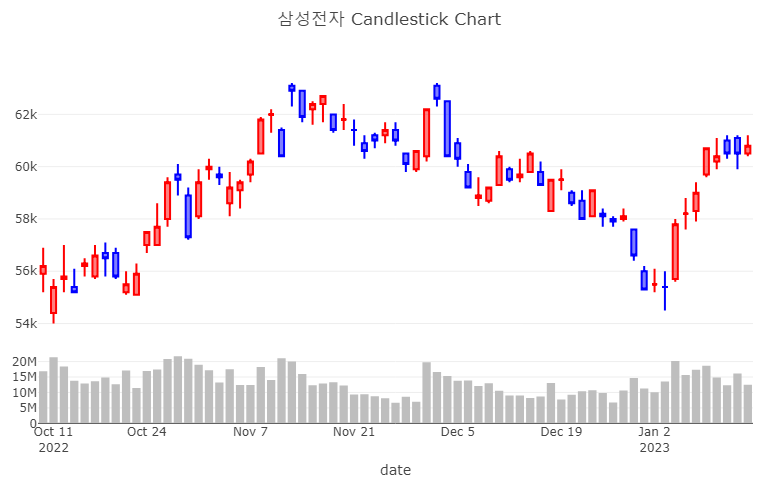 삼성전자 Candlestick Chart
62k
60k
58k
56k
54k
20M
15M
10M
5M
0
Oct 11 Oct 24 Nov 7 Nov 21 Dec 5 Dec 19 Jan 2
2022 2023
date